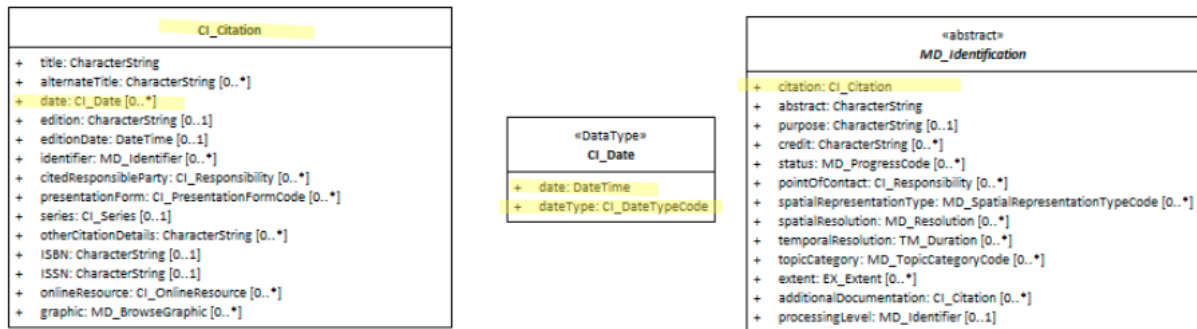 CI_Citation
+ title: CharacterString
+ alternateTitle: CharacterString [0..*]
+ date: CI_Date [0..*]
+ edition: CharacterString [0..1]
+ editionDate: DateTime [0..1]
+ identifier: MD_Identifier [0..*]
+ citedResponsibleParty: CI_Responsibility [0..*]
+ presentationForm: CI_PresentationFormCode [0..*]
+ series: CI_Series [0..1]
+ otherCitationDetails: CharacterString [0..*]
+ ISBN: CharacterString [0..1]
+ ISSN: CharacterString [0..1]
+ onlineResource: CI_OnlineResource [0..*]
+ graphic: MD_BrowseGraphic [0..*]
«DataType»
CI_Date
+ date: DateTime
+ dateType: CI_DateTypeCode
«abstract»
MD_Identification
+ citation: CI_Citation
+ abstract: CharacterString
+ purpose: CharacterString [0..1]
+ credit: CharacterString [0..*]
+ status: MD_ProgressCode [0..*]
+ pointOfContact: CI_Responsibility [0..*]
+ spatialRepresentationType: MD_SpatialRepresentationTypeCode [0..*]
+ spatialResolution: MD_Resolution [0..*]
+ temporalResolution: TM_Duration [0..*]
+ topicCategory: MD_TopicCategoryCode [0..*]
+ extent: EX_Extent [0..*]
+ additionalDocumentation: CI_Citation [0..*]
+ processingLevel: MD_Identifier [0..1]